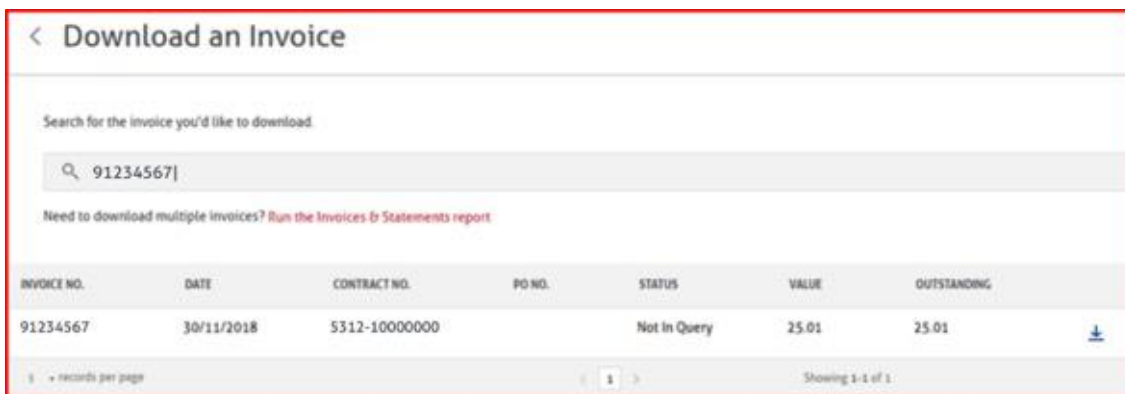 Download an Invoice
Search for the invoice you'd like to download.
91234567
Need to download multiple invoices? Run the Invoices & Statements report
INVOICE NO. DATE CONTRACT NO. PO NO. STATUS VALUE OUTSTANDING
91234567 30/11/2018 5312-10000000 Not In Query 25.01 25.01
records per page 1 Showing 1-1 of 1